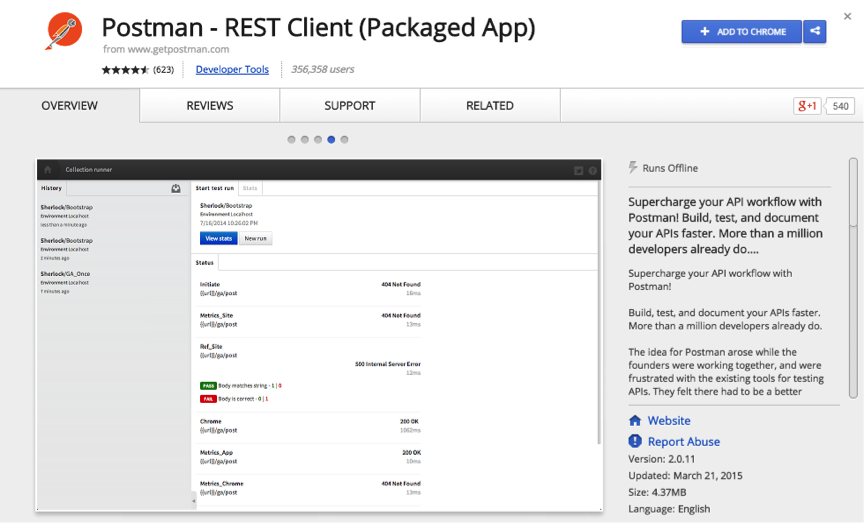 Postman - REST Client (Packaged App)
from www.getpostman.com
(623)
Developer Tools
356,358 users
ADD TO CHROME
OVERVIEW
REVIEWS
SUPPORT
RELATED
g+1
540
Collection runner
History
Sherlock/Bootstrap
Environment Localhost
less than a minute ago
Sherlock/Bootstrap
Environment Localhost
2 minutes ago
Sherlock/GA_Once
Environment Localhost
7 minutes ago
Start test run
Stats
Sherlock/Bootstrap
Environment Localhost
7/16/2014 10:26:02 PM
View stats
New run
Status
Initiate 404 Not Found
{{url}}/ga/post 16ms
Metrics_Site 404 Not Found
{{url}}/ga/post 13ms
Ref_Site
{{url}}/ga/post
500 Internal Server Error
12ms
PASS Body matches string - 1 | 0
FAIL Body is correct - 0 | 1
Chrome 200 OK
{{url}}/ga/post 1062ms
Metrics_App 200 OK
{{url}}/ga/post 10ms
Metrics_Chrome 404 Not Found
{{url}}/ga/post 13ms
Runs Offline
Supercharge your API workflow with
Postman! Build, test, and document
your APIs faster. More than a million
developers already do....
Supercharge your API workflow with
Postman!
Build, test, and document your APIs faster.
More than a million developers already do.
The idea for Postman arose while the
founders were working together, and were
frustrated with the existing tools for testing
APIs. They felt there had to be a better
Website
Report Abuse
Version: 2.0.11
Updated: March 21, 2015
Size: 4.37MB
Language: English